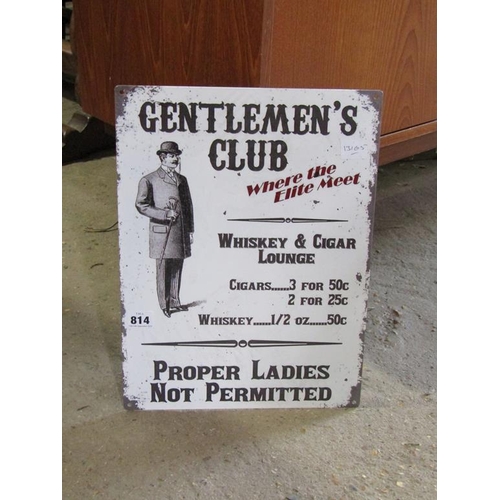 GENTLEMEN'S
CLUB
Where the
Elite Meet
WHISKEY & CIGAR
LOUNGE
CIGARS......3 FOR 50C
2 FOR 25C
WHISKEY......1/2 OZ......50C
814
PROPER LADIES
NOT PERMITTED